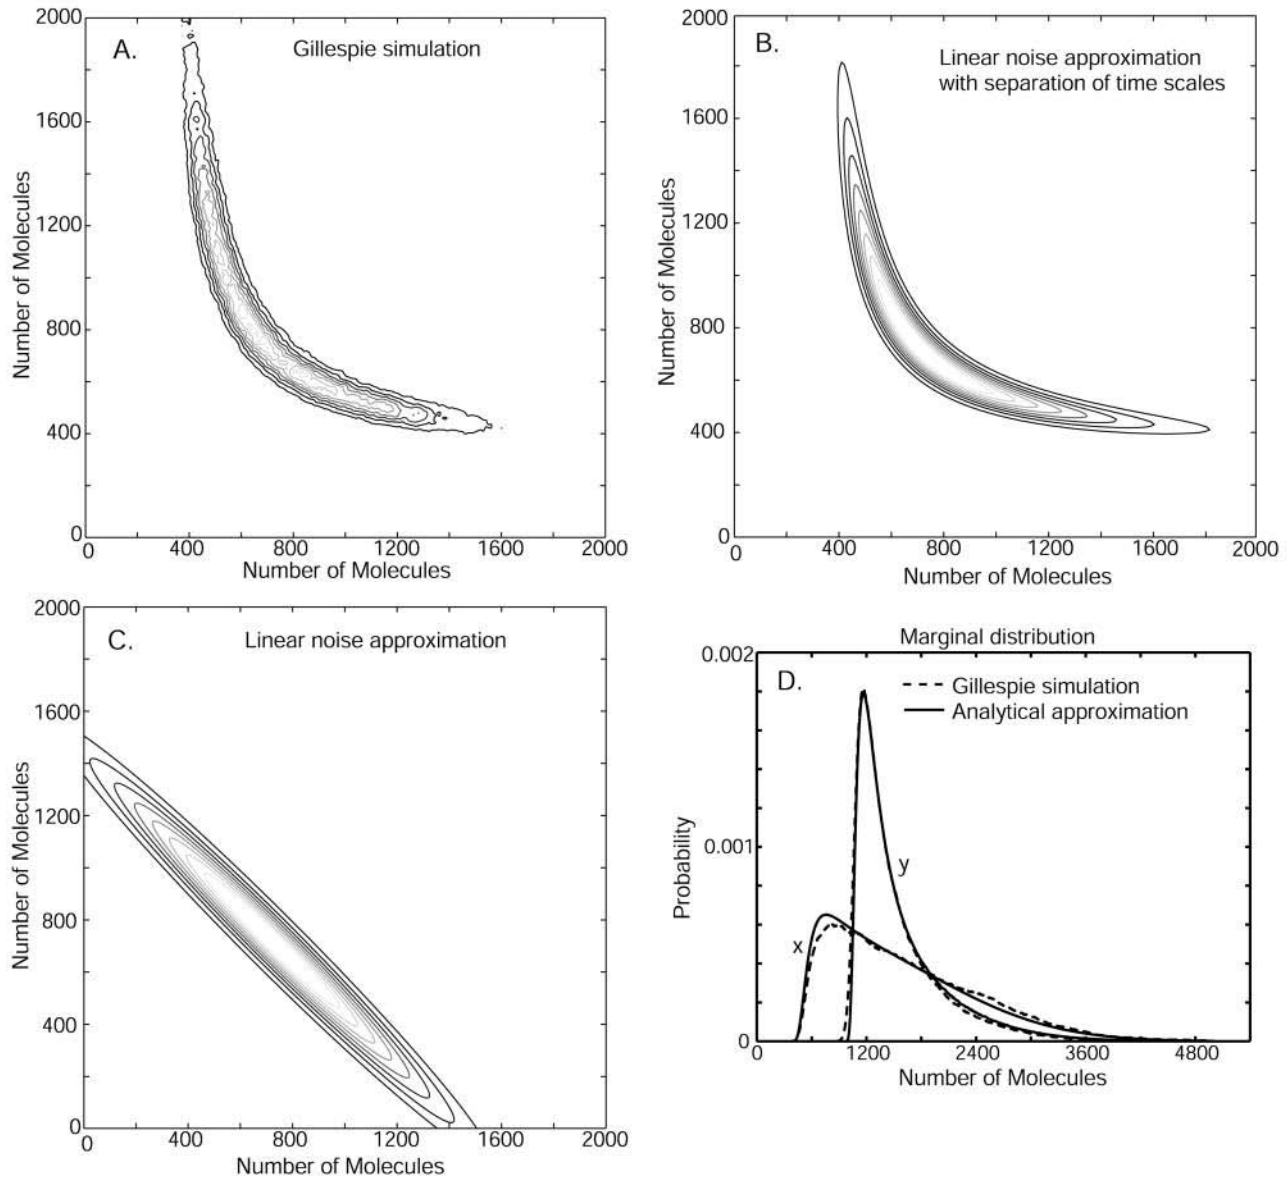 A.
Gillespie simulation
2000
1600
1200
800
400
0
Number of Molecules
0 400 800 1200 1600 2000
Number of Molecules
B.
Linear noise approximation
with separation of time scales
2000
1600
1200
800
400
0
Number of Molecules
0 400 800 1200 1600 2000
Number of Molecules
C.
Linear noise approximation
2000
1600
1200
800
400
0
Number of Molecules
0 400 800 1200 1600 2000
Number of Molecules
Marginal distribution
D.
Gillespie simulation
Analytical approximation
0.002
0.001
0
Probability
x
y
0 1200 2400 3600 4800
Number of Molecules